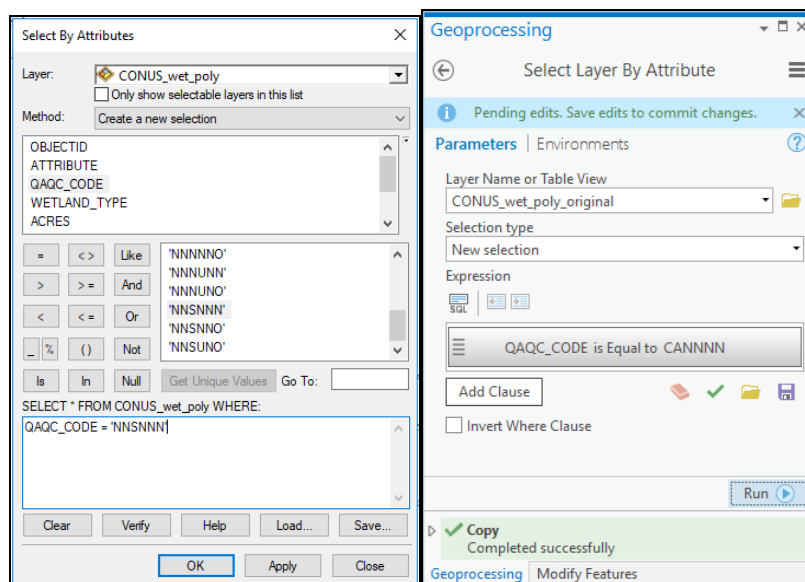 Select By Attributes
Layer: CONUS_wet_poly
Only show selectable layers in this list
Method: Create a new selection
OBJECTID
ATTRIBUTE
QAQC_CODE
WETLAND_TYPE
ACRES
= <> Like
> >= And
< <= Or
_ % () Not
'NNNNNO'
'NNNUNN'
'NNNUNO'
'NNSNNN'
'NNSNNO'
'NNSUNO'
Is In Null Get Unique Values Go To:
SELECT * FROM CONUS_wet_poly WHERE:
QAQC_CODE = 'NNSNNN'
Clear Verify Help Load... Save...
OK Apply Close
Geoprocessing
Select Layer By Attribute
Pending edits. Save edits to commit changes.
Parameters | Environments
Layer Name or Table View
CONUS_wet_poly_original
Selection type
New selection
Expression
SQL
QAQC_CODE is Equal to CANNNN
Add Clause
Invert Where Clause
Run
Copy
Completed successfully
Geoprocessing Modify Features